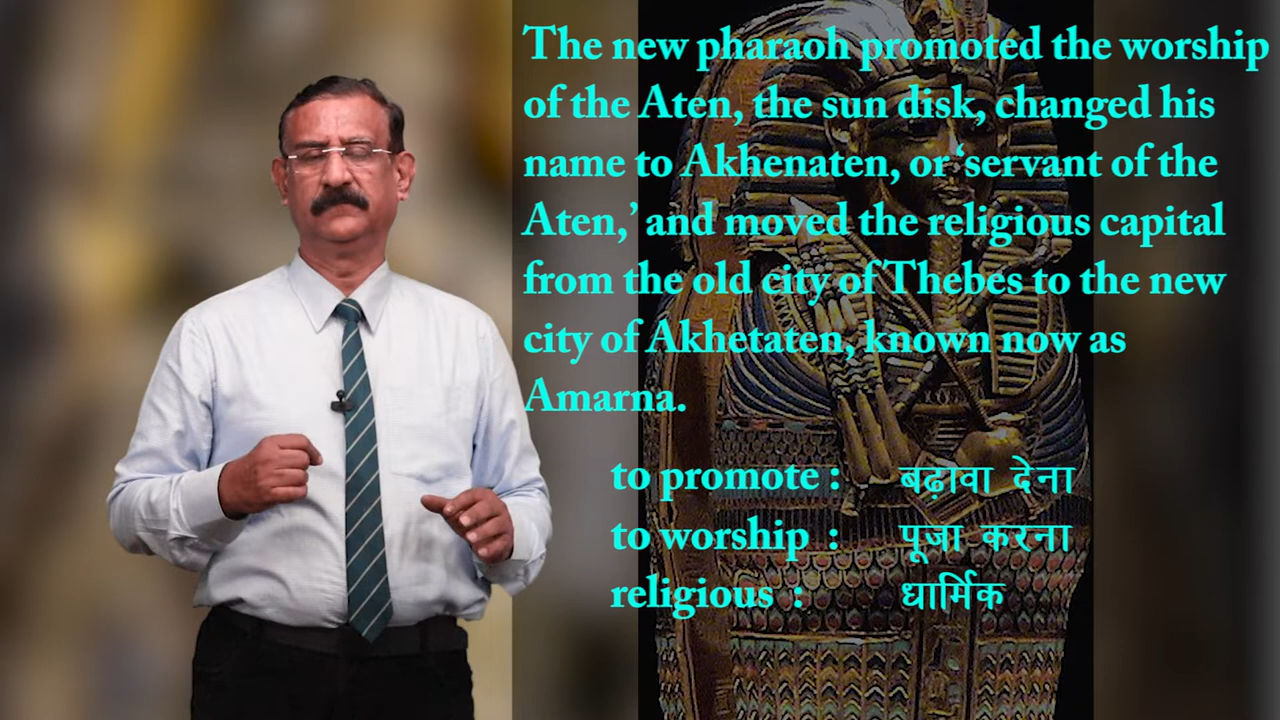 The new pharaoh promoted the worship
of the Aten, the sun disk, changed his
name to Akhenaten, or ‘servant of the
Aten,’ and moved the religious capital
from the old city of Thebes to the new
city of Akhetaten, known now as
Amarna.
to promote : बढ़ावा देना
to worship : पूजा करना
religious : धार्मिक